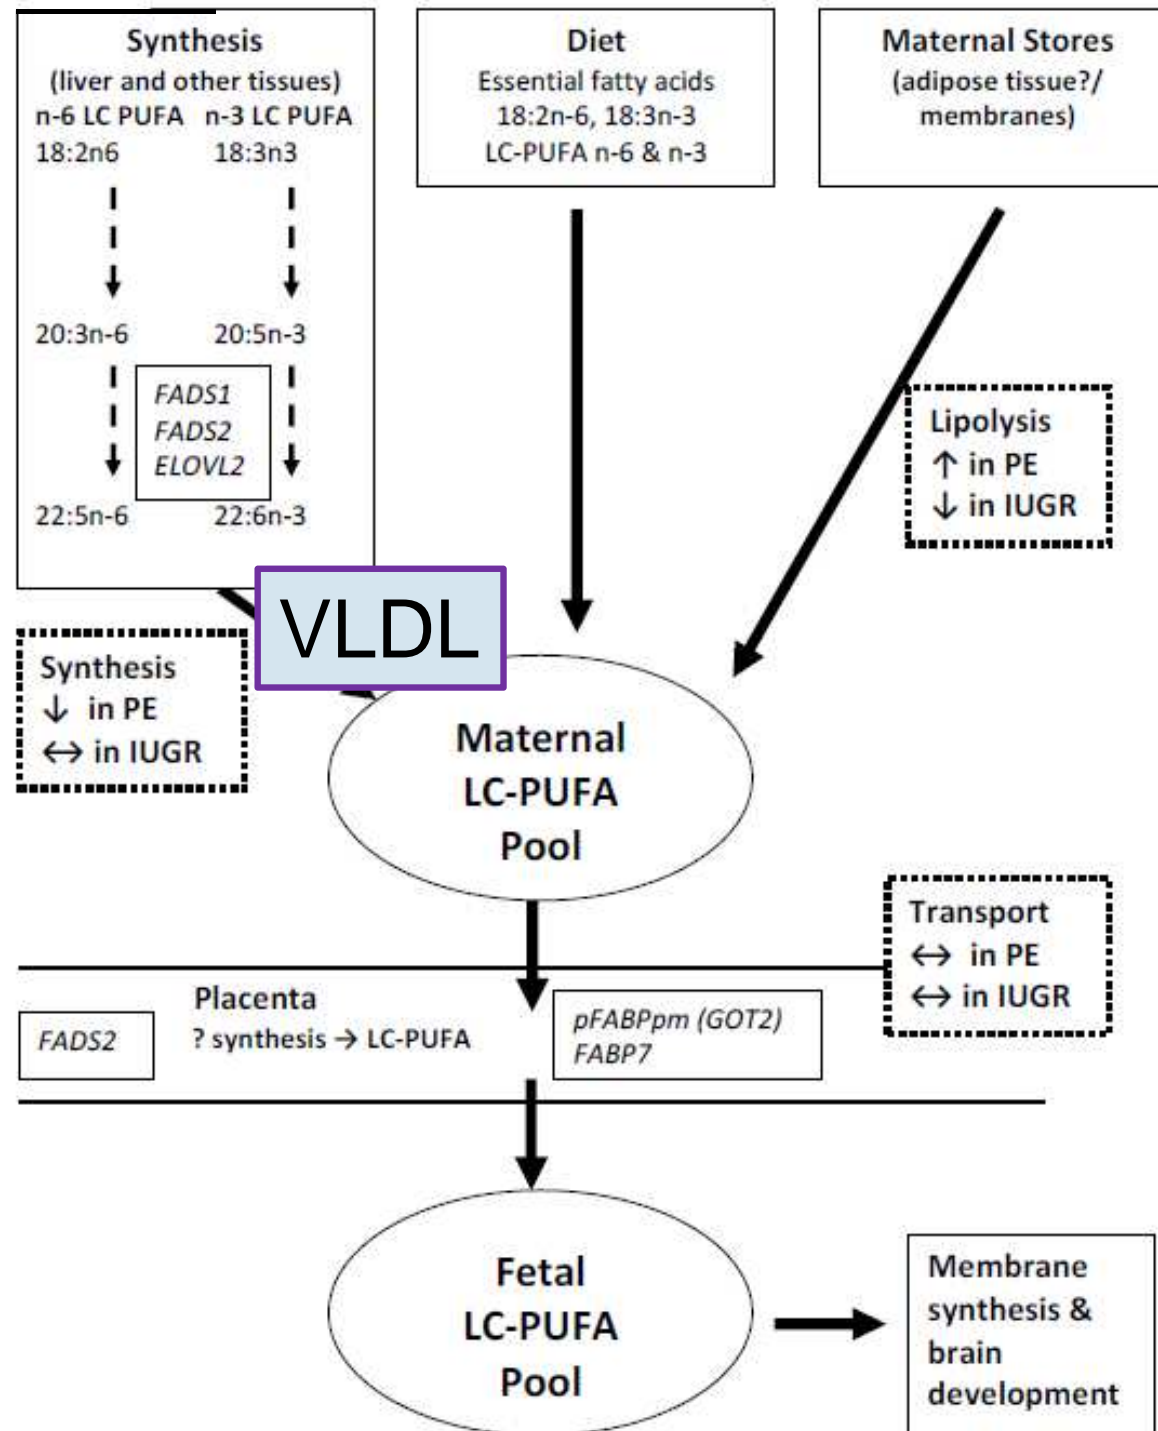 Synthesis
(liver and other tissues)
n-6 LC PUFA n-3 LC PUFA
18:2n6 18:3n3
20:3n-6 20:5n-3
FADS1
FADS2
ELOVL2
22:5n-6 22:6n-3
Diet
Essential fatty acids
18:2n-6, 18:3n-3
LC-PUFA n-6 & n-3
Maternal Stores
(adipose tissue?/
membranes)
Lipolysis
↑ in PE
↓ in IUGR
VLDL
Synthesis
↓ in PE
↔ in IUGR
Maternal
LC-PUFA
Pool
Transport
↔ in PE
↔ in IUGR
Placenta
? synthesis → LC-PUFA
FADS2
pFABPpm (GOT2)
FABP7
Fetal
LC-PUFA
Pool
Membrane
synthesis &
brain
development